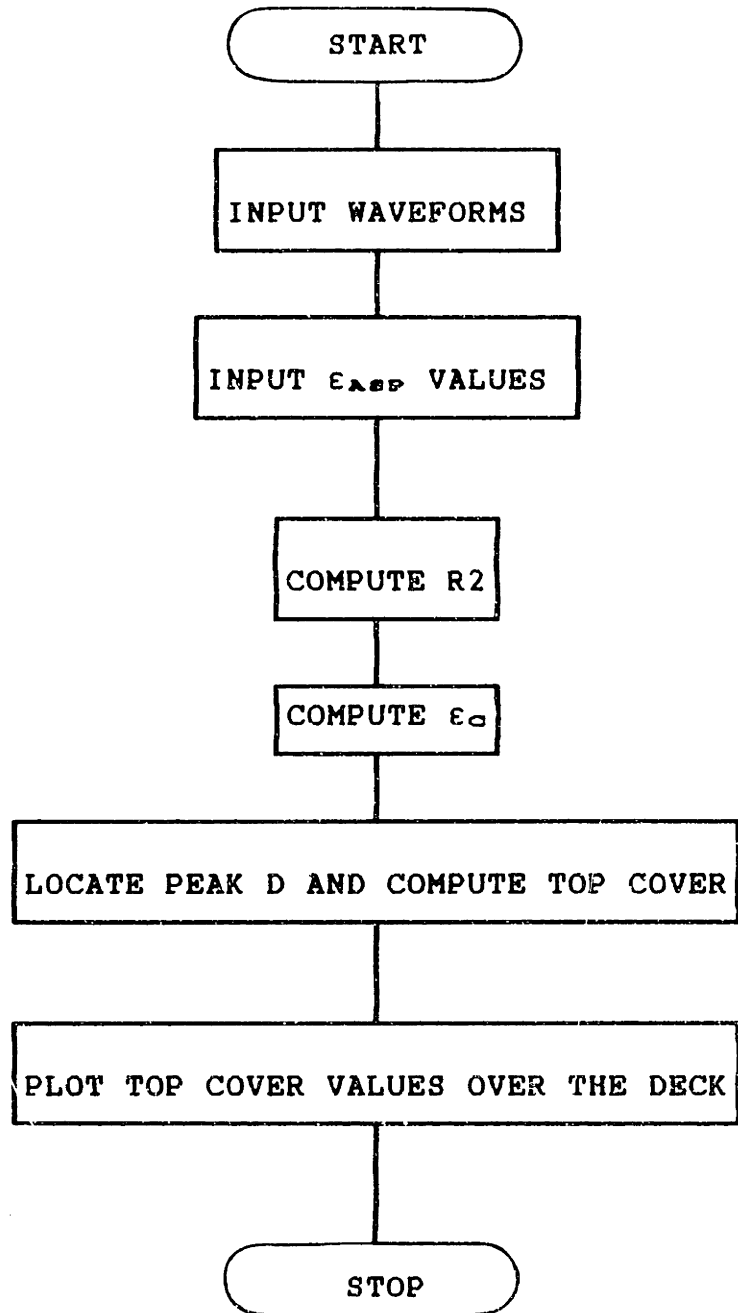 START
INPUT WAVEFORMS
INPUT εASP VALUES
COMPUTE R2
COMPUTE εC
LOCATE PEAK D AND COMPUTE TOP COVER
PLOT TOP COVER VALUES OVER THE DECK
STOP